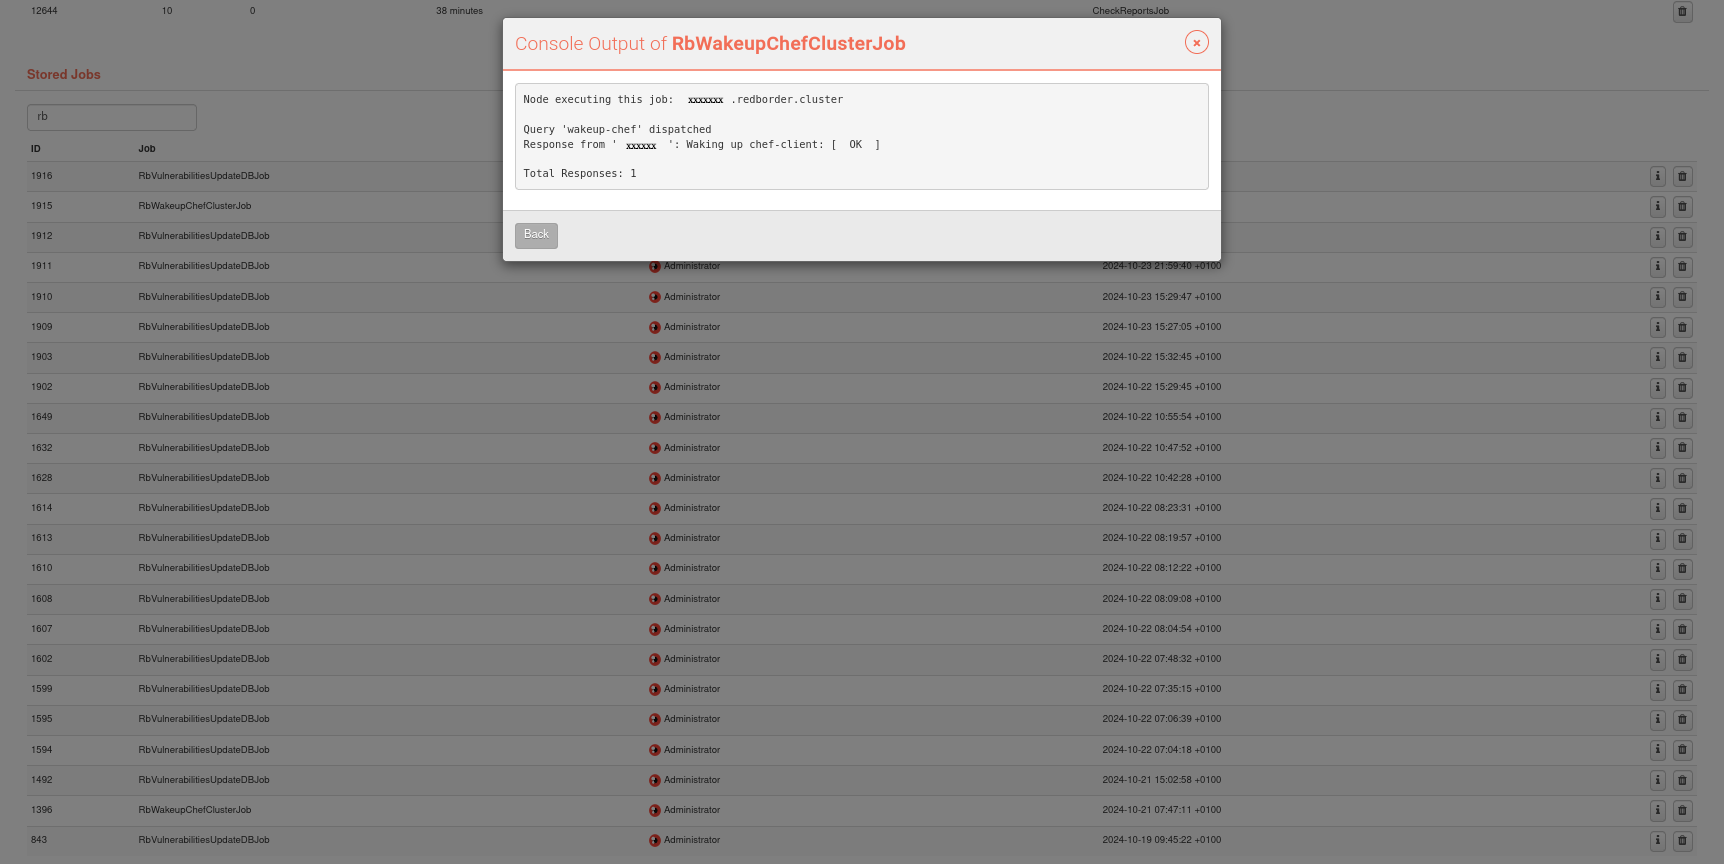 12644 10 0 38 minutes CheckReportsJob
Console Output of RbWakeupChefClusterJob
Node executing this job: xxxxxxx .redborder.cluster
Query 'wakeup-chef' dispatched
Response from ' xxxxxx ': Waking up chef-client: [ OK ]
Total Responses: 1
Back
Stored Jobs
rb
ID Job
1916 RbVulnerabilitiesUpdateDBJob
1915 RbWakeupChefClusterJob
1912 RbVulnerabilitiesUpdateDBJob
1911 RbVulnerabilitiesUpdateDBJob Administrator 2024-10-23 21:59:40 +0100
1910 RbVulnerabilitiesUpdateDBJob Administrator 2024-10-23 15:29:47 +0100
1909 RbVulnerabilitiesUpdateDBJob Administrator 2024-10-23 15:27:05 +0100
1903 RbVulnerabilitiesUpdateDBJob Administrator 2024-10-22 15:32:45 +0100
1902 RbVulnerabilitiesUpdateDBJob Administrator 2024-10-22 15:29:45 +0100
1649 RbVulnerabilitiesUpdateDBJob Administrator 2024-10-22 10:55:54 +0100
1632 RbVulnerabilitiesUpdateDBJob Administrator 2024-10-22 10:47:52 +0100
1628 RbVulnerabilitiesUpdateDBJob Administrator 2024-10-22 10:42:28 +0100
1614 RbVulnerabilitiesUpdateDBJob Administrator 2024-10-22 08:23:31 +0100
1613 RbVulnerabilitiesUpdateDBJob Administrator 2024-10-22 08:19:57 +0100
1610 RbVulnerabilitiesUpdateDBJob Administrator 2024-10-22 08:12:22 +0100
1608 RbVulnerabilitiesUpdateDBJob Administrator 2024-10-22 08:09:08 +0100
1607 RbVulnerabilitiesUpdateDBJob Administrator 2024-10-22 08:04:54 +0100
1602 RbVulnerabilitiesUpdateDBJob Administrator 2024-10-22 07:48:32 +0100
1599 RbVulnerabilitiesUpdateDBJob Administrator 2024-10-22 07:35:15 +0100
1595 RbVulnerabilitiesUpdateDBJob Administrator 2024-10-22 07:06:39 +0100
1594 RbVulnerabilitiesUpdateDBJob Administrator 2024-10-22 07:04:18 +0100
1492 RbVulnerabilitiesUpdateDBJob Administrator 2024-10-21 15:02:58 +0100
1396 RbWakeupChefClusterJob Administrator 2024-10-21 07:47:11 +0100
843 RbVulnerabilitiesUpdateDBJob Administrator 2024-10-19 09:45:22 +0100